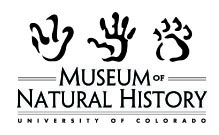 MUSEUM OF
NATURAL HISTORY
UNIVERSITY OF COLORADO